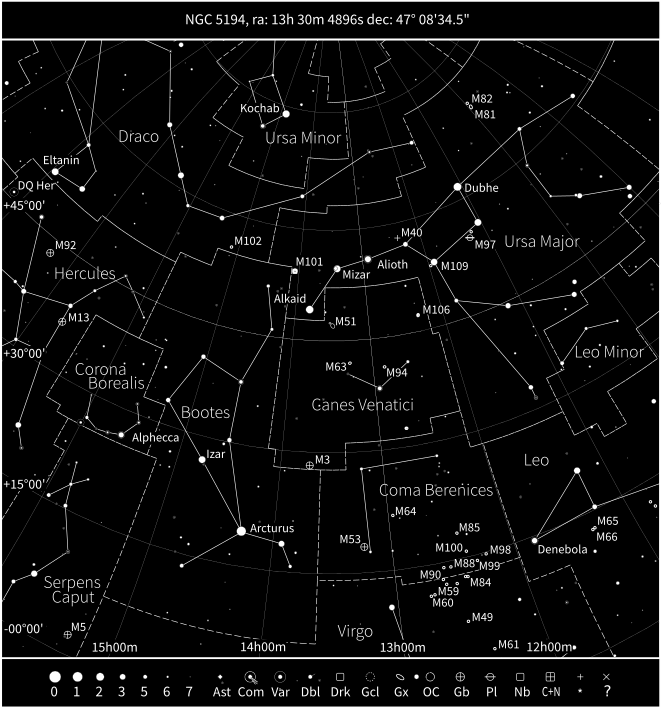 NGC 5194, ra: 13h 30m 4896s dec: 47° 08'34.5"
M82
M81
Kochab
Draco
Ursa Minor
Eltanin
DQ Her
Dubhe
+45°00'
M40
M102
M97
Ursa Major
M92
Hercules
M101
Mizar
Alioth
M109
Alkaid
M13
M51
M106
+30°00'
Leo Minor
Corona
Borealis
M63
M94
Bootes
Ganes Venatici
Alphecca
Izar
M3
Leo
+15°00'
Coma Berenices
M64
Arcturus
M85
M65
M66
M53
M100
M98
Denebola
M88
M99
M90
M84
Serpens
Caput
M59
M60
M49
-00°00'
M5
Virgo
15h00m
14h00m
13h00m
M61
12h00m
0 1 2 3 4 5 6 7 Ast Com Var Dbl Drk Gcl Gx OC Gb Pl Nb C+N * ?